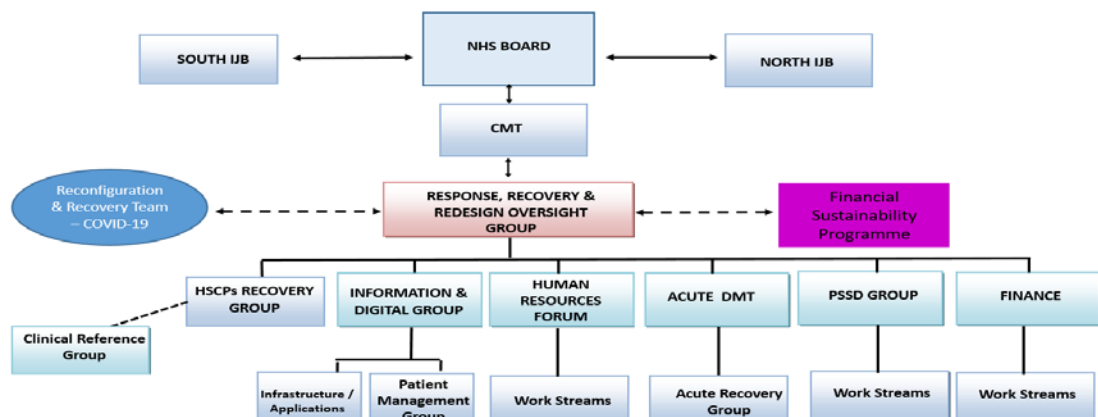 NHS BOARD
SOUTH IJB
NORTH IJB
CMT
Reconfiguration
& Recovery Team
– COVID-19
RESPONSE, RECOVERY &
REDESIGN OVERSIGHT
GROUP
Financial
Sustainability
Programme
HSCPs RECOVERY
GROUP
INFORMATION &
DIGITAL GROUP
HUMAN
RESOURCES
FORUM
ACUTE DMT
PSSD GROUP
FINANCE
Clinical Reference
Group
Infrastructure /
Applications
Patient
Management
Group
Work Streams
Acute Recovery
Group
Work Streams
Work Streams